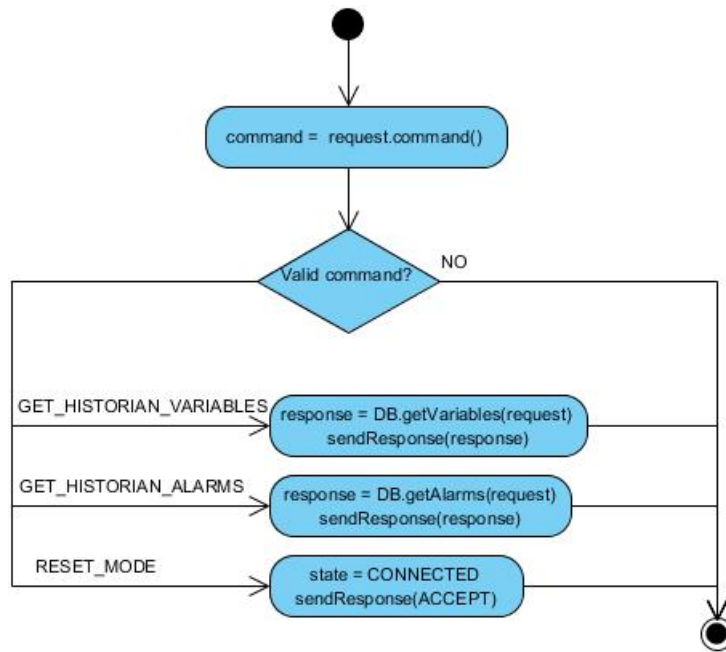 command =  request.command()
Valid command?
NO
GET_HISTORIAN_VARIABLES
response = DB.getVariables(request)
sendResponse(response)
GET_HISTORIAN_ALARMS
response = DB.getAlarms(request)
sendResponse(response)
RESET_MODE
state = CONNECTED
sendResponse(ACCEPT)